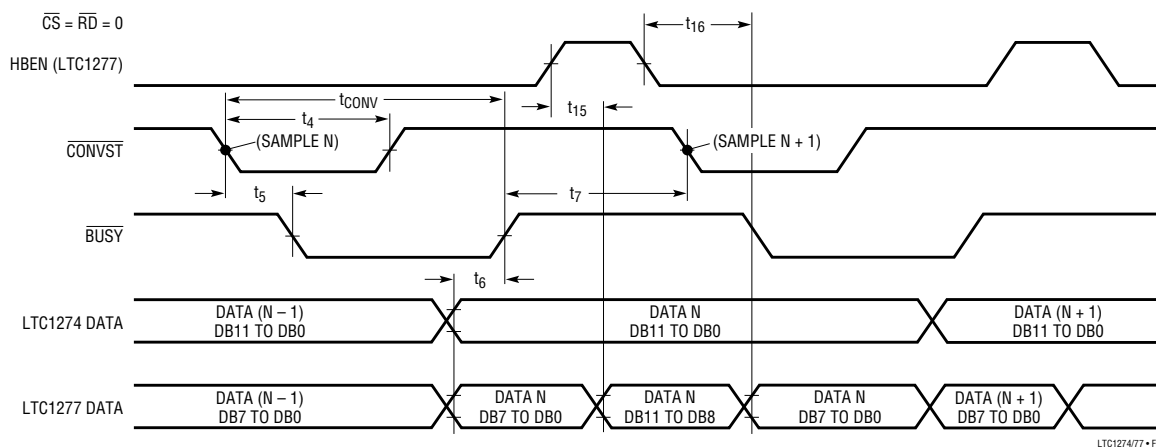 CS = RD = 0
t16
HBEN (LTC1277)
tCONV
t15
t4
CONVST
(SAMPLE N)
(SAMPLE N + 1)
t5
t7
BUSY
t6
LTC1274 DATA
DATA (N – 1)
DB11 TO DB0
DATA N
DB11 TO DB0
DATA (N + 1)
DB11 TO DB0
LTC1277 DATA
DATA (N – 1)
DB7 TO DB0
DATA N
DB7 TO DB0
DATA N
DB11 TO DB8
DATA N
DB7 TO DB0
DATA (N + 1)
DB7 TO DB0
LTC1274/77 • F